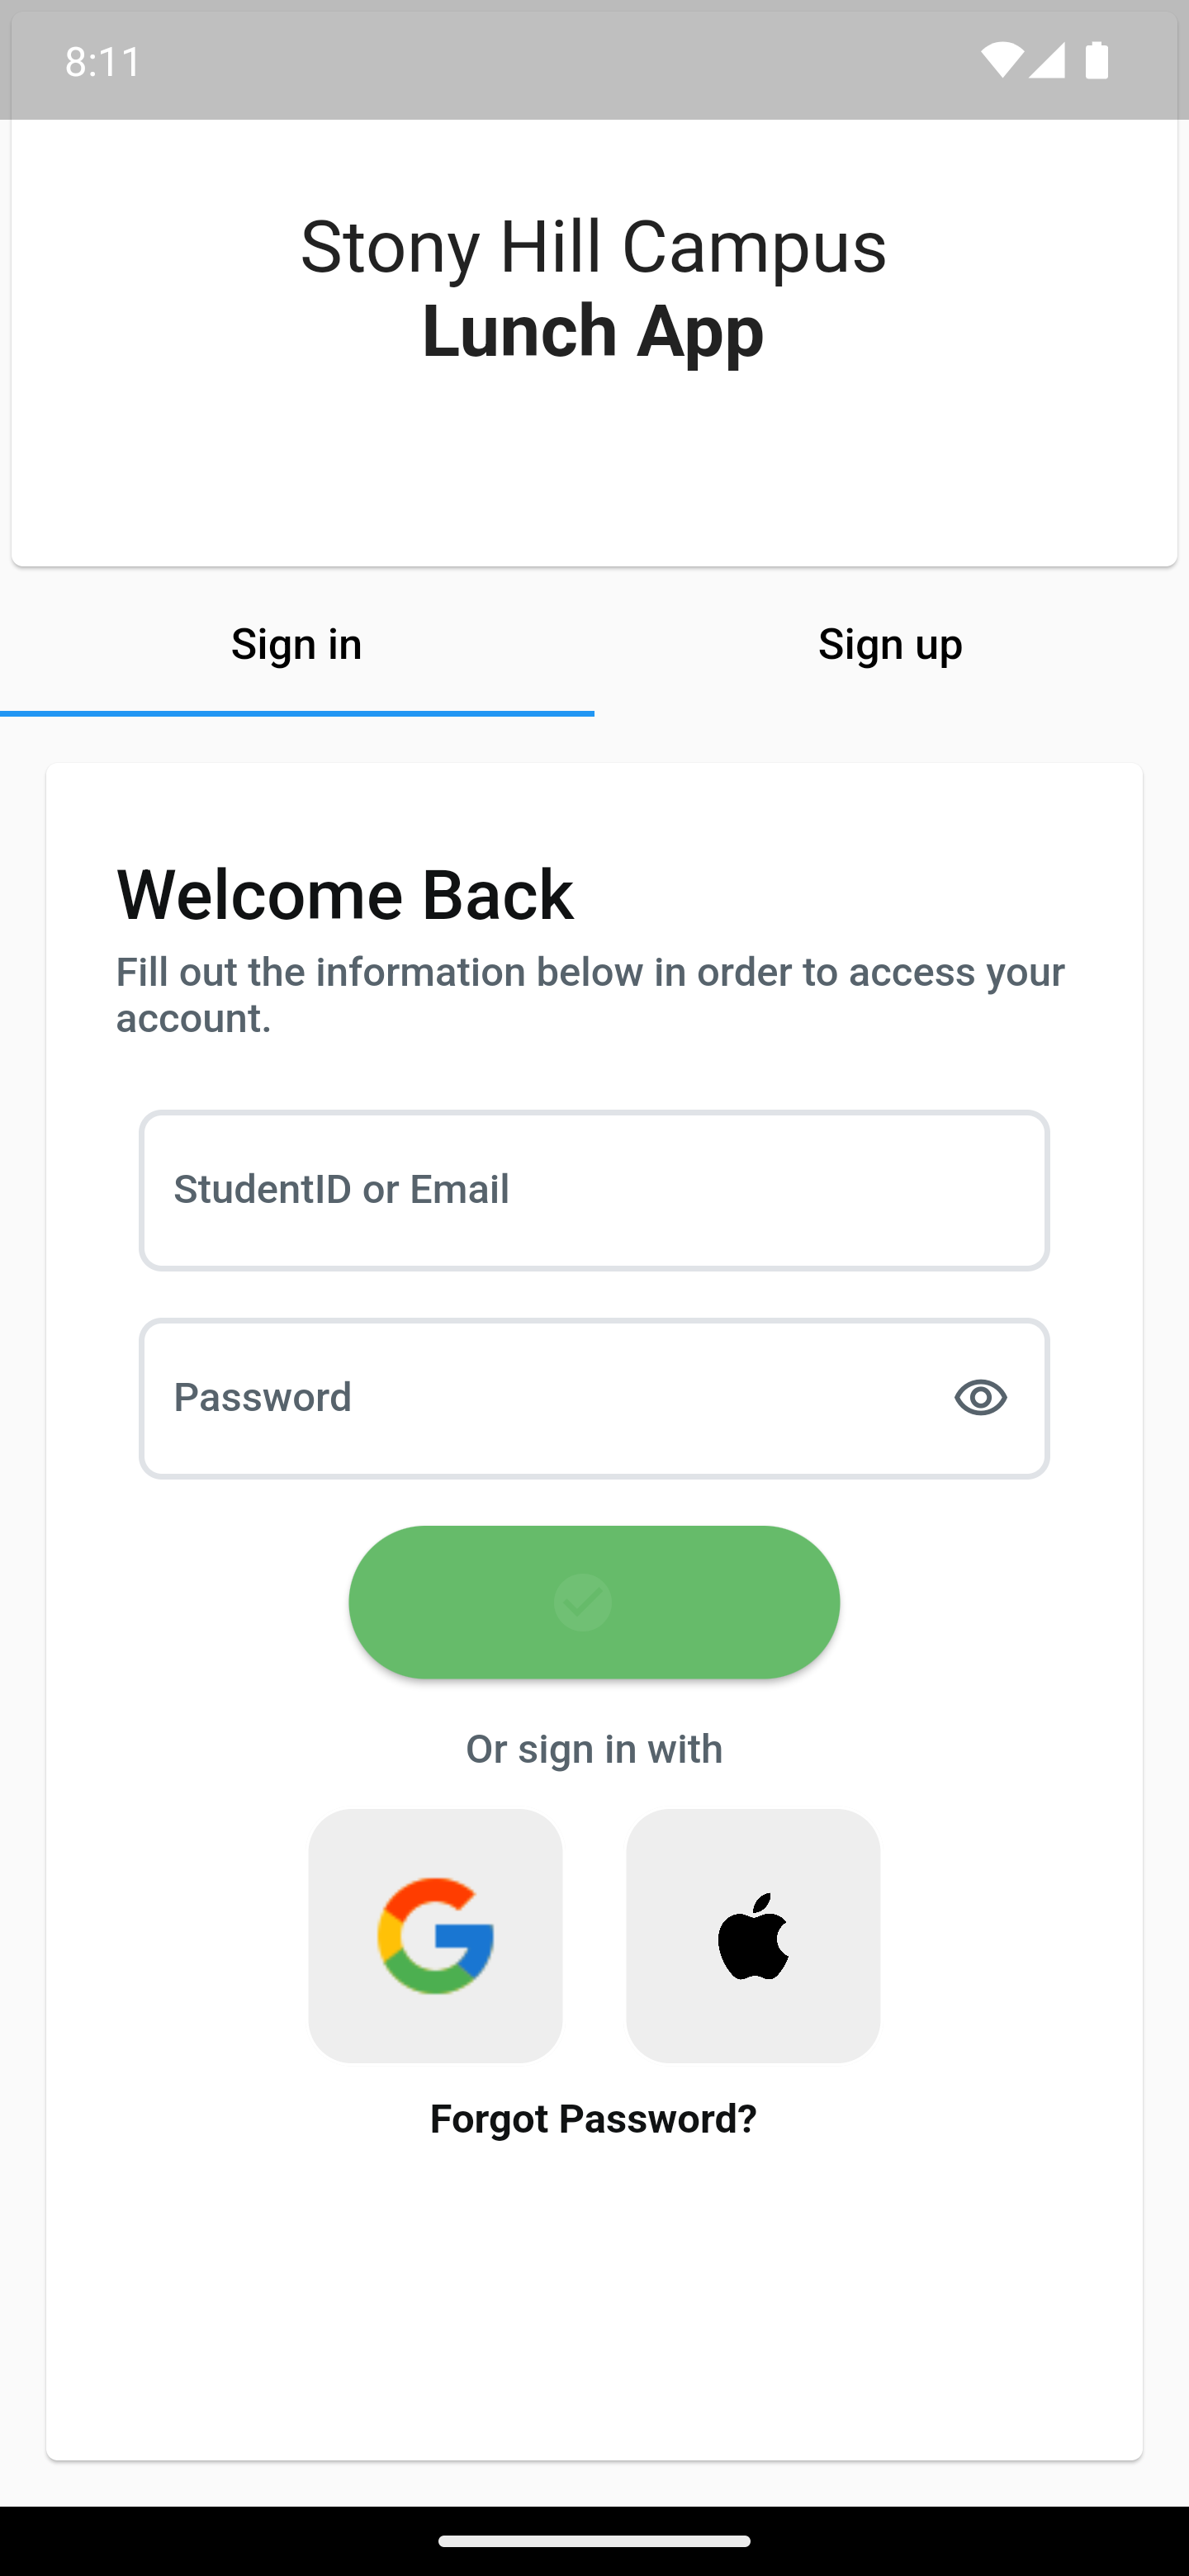 8:11
Stony Hill Campus
Lunch App
Sign in
Sign up
Welcome Back
Fill out the information below in order to access your
account.
StudentID or Email
Password
Or sign in with
Forgot Password?